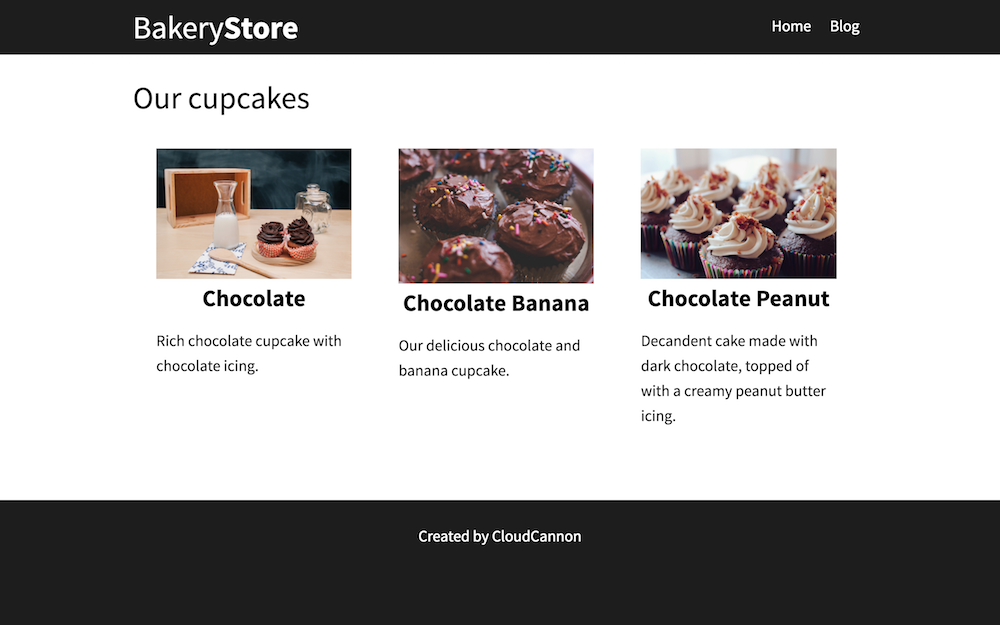 BakeryStore
Home Blog
Our cupcakes
Chocolate
Rich chocolate cupcake with
chocolate icing.
Chocolate Banana
Our delicious chocolate and
banana cupcake.
Chocolate Peanut
Decandent cake made with
dark chocolate, topped of
with a creamy peanut butter
icing.
Created by CloudCannon